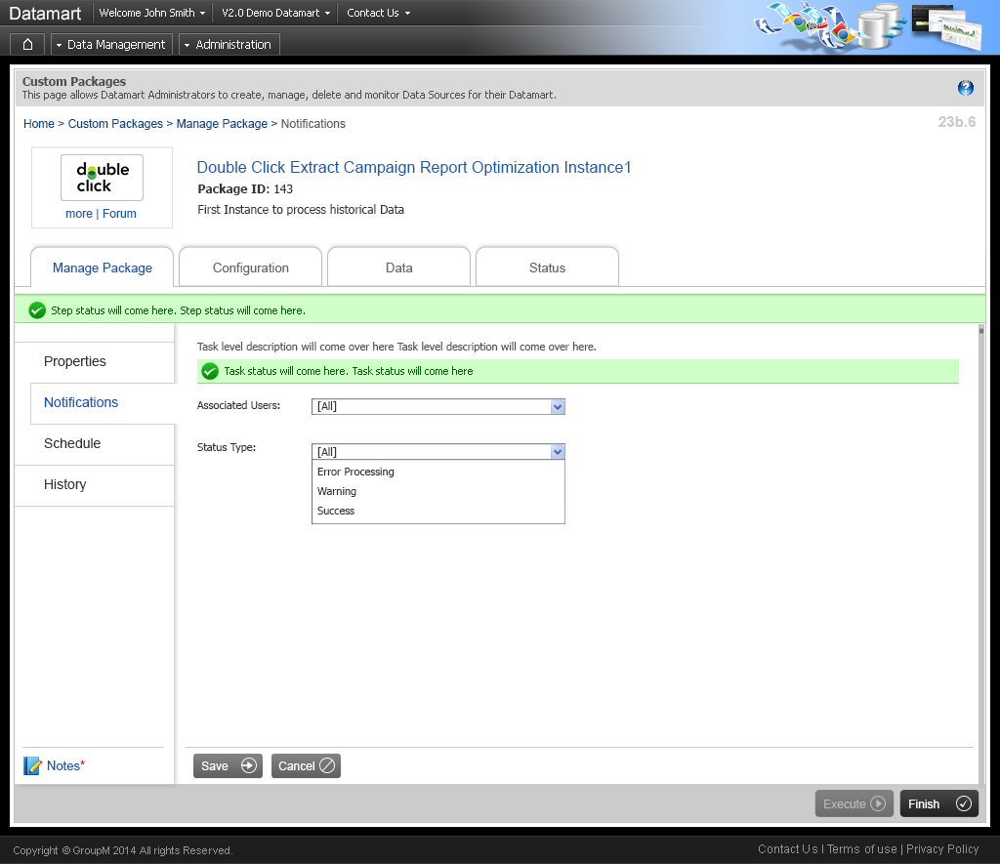 Datamart Welcome John Smith V2.0 Demo Datamart Contact Us
Data Management Administration
You
Custom Packages
This page allows Datamart Administrators to create, manage, delete and monitor Data Sources for their Datamart.
?
Home > Custom Packages > Manage Package > Notifications
23b.6
double
click
more | Forum
Double Click Extract Campaign Report Optimization Instance1
Package ID: 143
First Instance to process historical Data
Manage Package Configuration Data Status
Step status will come here. Step status will come here.
Properties
Notifications
Schedule
History
Task level description will come over here Task level description will come over here.
Task status will come here. Task status will come here
Associated Users: [All]
Status Type: [All]
Error Processing
Warning
Success
Notes*
Save Cancel
Execute Finish
Copyright © GroupM 2014 All rights Reserved.
Contact Us | Terms of use | Privacy Policy